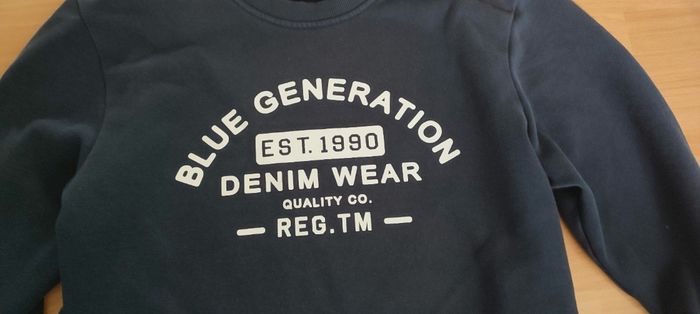 BLUE GENERATION
EST. 1990
DENIM WEAR
QUALITY CO.
— REG.TM —